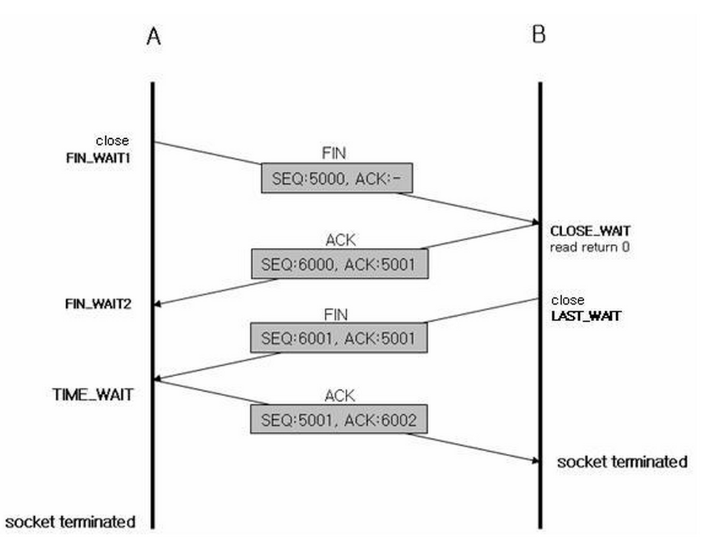 A
B
close
FIN_WAIT1
FIN
SEQ:5000, ACK:-
CLOSE_WAIT
read return 0
ACK
SEQ:6000, ACK:5001
FIN_WAIT2
close
LAST_WAIT
FIN
SEQ:6001, ACK:5001
TIME_WAIT
ACK
SEQ:5001, ACK:6002
socket terminated
socket terminated